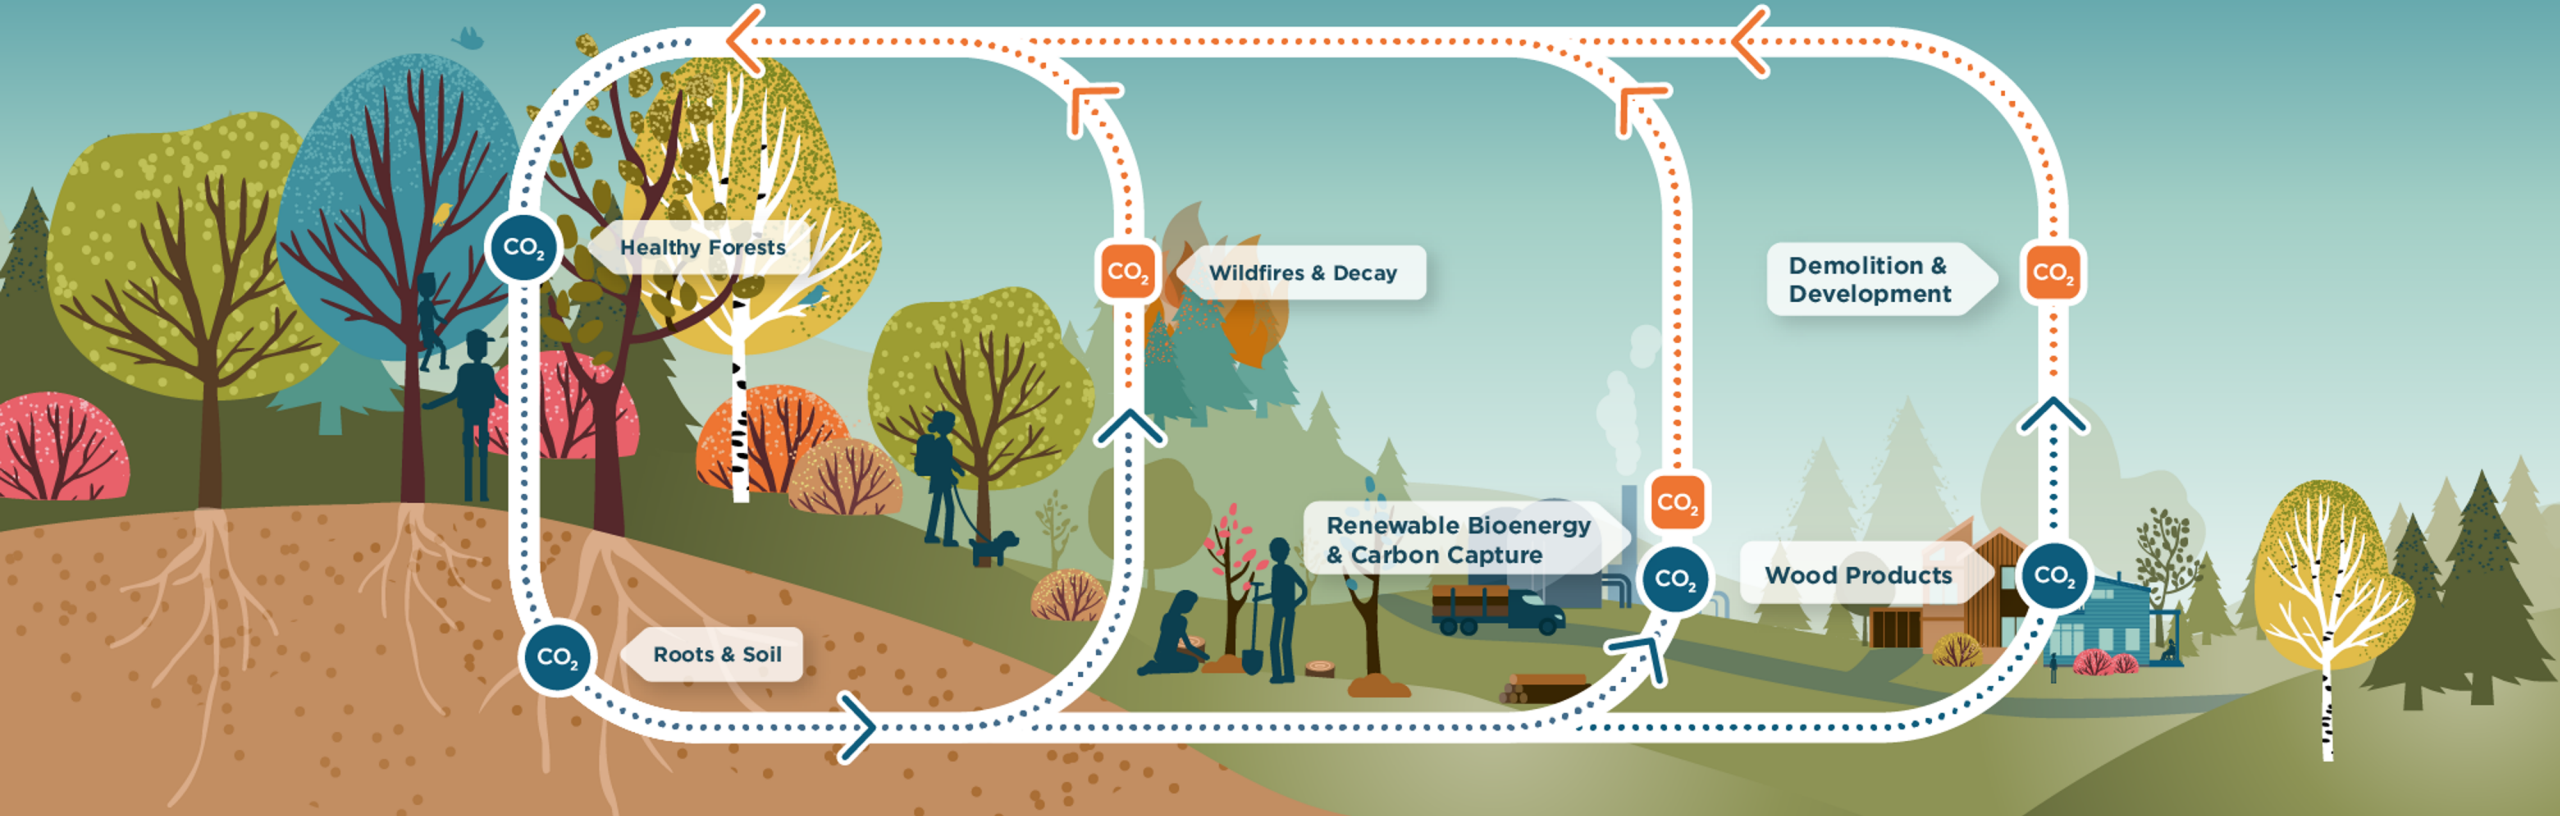 CO₂
Healthy Forests
CO₂
Wildfires & Decay
Demolition &
Development
CO₂
CO₂
Renewable Bioenergy
& Carbon Capture
CO₂
Wood Products
CO₂
CO₂
Roots & Soil